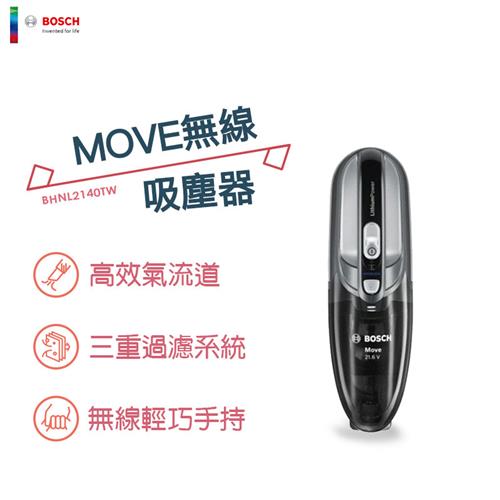 BOSCH
Invented for life
MOVE無線
吸塵器
BHNL2140TW
高效氣流道
三重過濾系統
無線輕巧手持
LithiumPower
BOSCH
Move
21.6 V